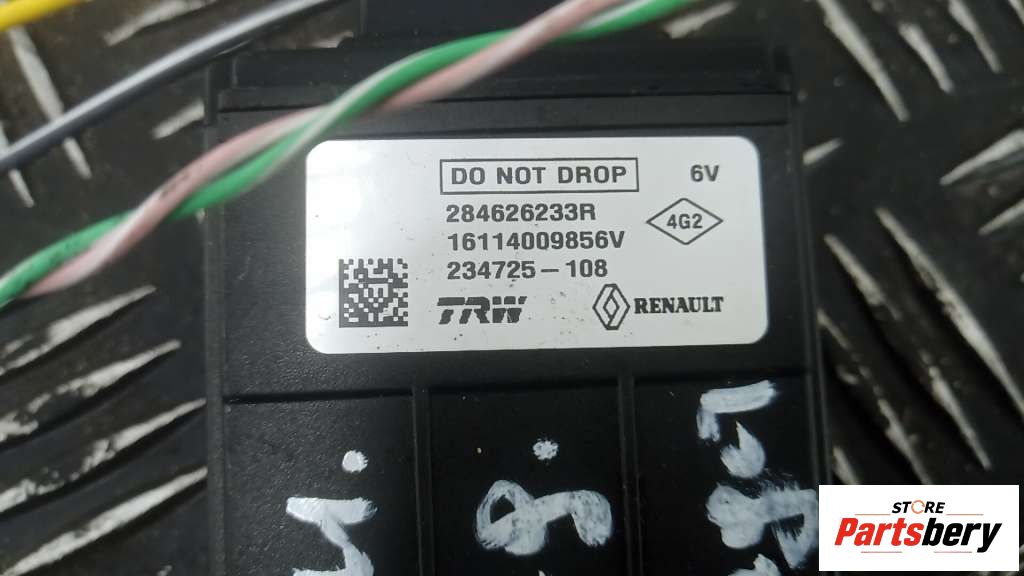 DO NOT DROP 6V
284626233R
4G2
16114009856V
234725-108
TRW RENAULT
STORE
Partsbery